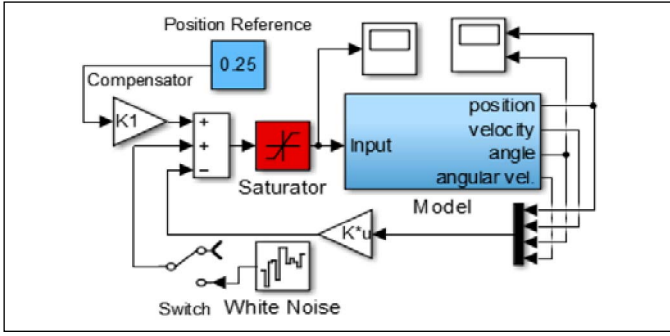 Position Reference
0.25
Compensator
K1
+
+
−
Saturator
Input
position
velocity
angle
angular vel.
Model
K*u
Switch
White Noise